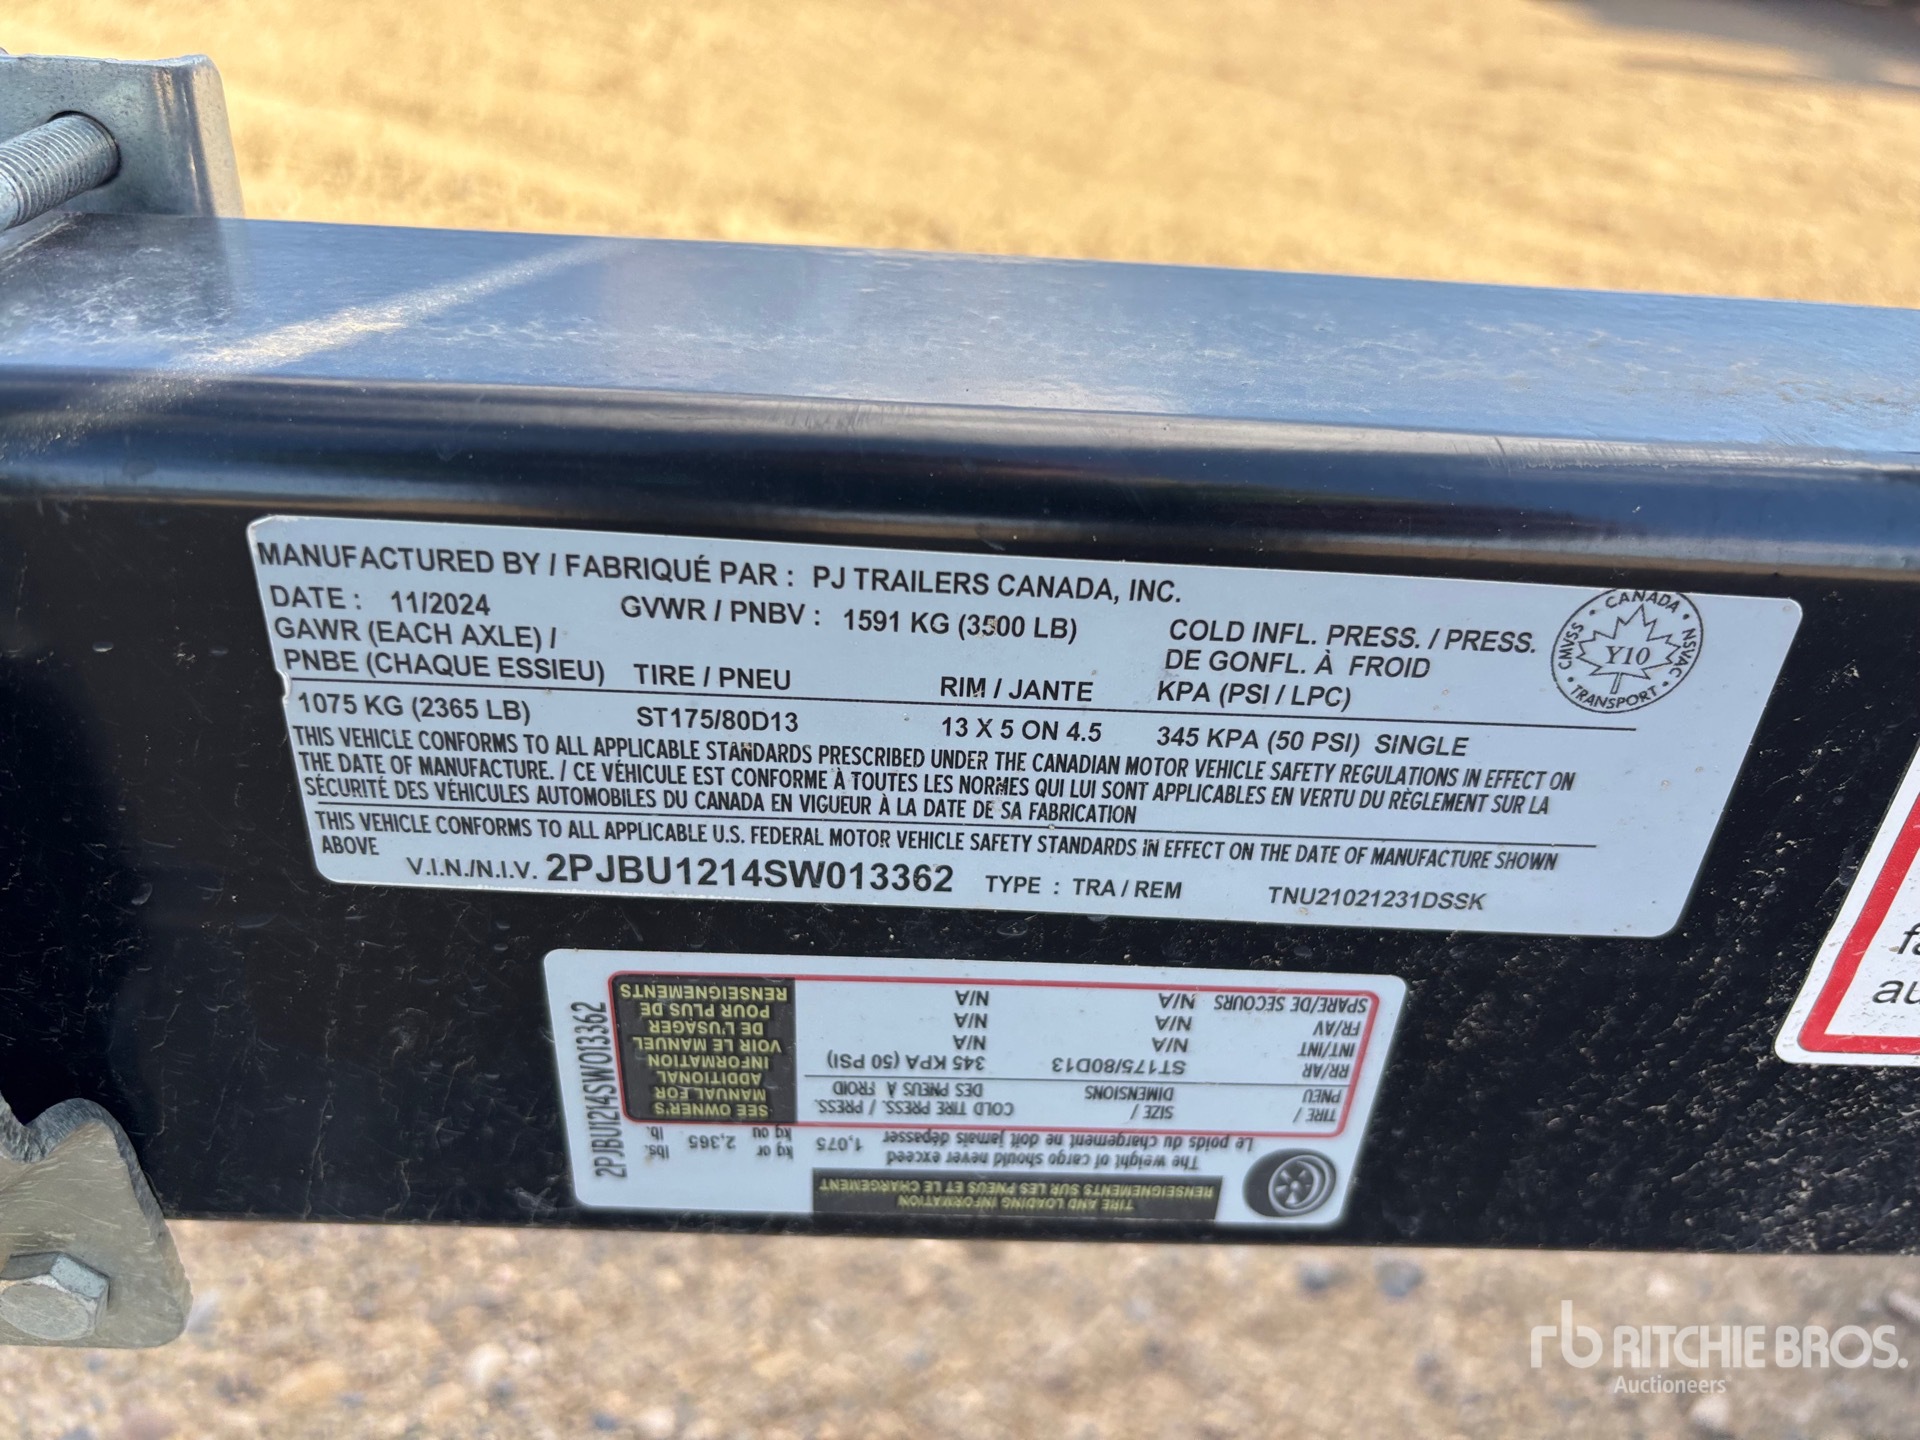 MANUFACTURED BY / FABRIQUÉ PAR : PJ TRAILERS CANADA, INC.
DATE : 11/2024 GVWR / PNBV : 1591 KG (3500 LB)
GAWR (EACH AXLE) /
PNBE (CHAQUE ESSIEU) TIRE / PNEU RIM / JANTE
COLD INFL. PRESS. / PRESS.
DE GONFL. À FROID
KPA (PSI / LPC)
CANADA
CMVSS Y10 NSVAC
TRANSPORT
1075 KG (2365 LB) ST175/80D13 13 X 5 ON 4.5 345 KPA (50 PSI) SINGLE
THIS VEHICLE CONFORMS TO ALL APPLICABLE STANDARDS PRESCRIBED UNDER THE CANADIAN MOTOR VEHICLE SAFETY REGULATIONS IN EFFECT ON
THE DATE OF MANUFACTURE. / CE VÉHICULE EST CONFORME À TOUTES LES NORMES QUI LUI SONT APPLICABLES EN VERTU DU RÈGLEMENT SUR LA
SÉCURITÉ DES VÉHICULES AUTOMOBILES DU CANADA EN VIGUEUR À LA DATE DE SA FABRICATION
THIS VEHICLE CONFORMS TO ALL APPLICABLE U.S. FEDERAL MOTOR VEHICLE SAFETY STANDARDS IN EFFECT ON THE DATE OF MANUFACTURE SHOWN
ABOVE
V.I.N./N.I.V. 2PJBU1214SW013362 TYPE : TRA / REM TNU21021231DSSK
TIRE AND LOADING INFORMATION
RENSEIGNEMENTS SUR LES PNEUS ET LE CHARGEMENT
The weight of cargo should never exceed
Le poids du chargement ne doit jamais dépasser
1,075 kg or kg ou 2,365 lbs. lb.
TIRE / PNEU SIZE / DIMENSIONS COLD TIRE PRESS. / PRESS. DES PNEUS À FROID
RR/AR ST175/80D13 345 KPA (50 PSI)
INT/INT N/A N/A
FR/AV N/A N/A
SPARE/DE SECOURS N/A N/A
SEE OWNER'S
MANUAL FOR
ADDITIONAL
INFORMATION
VOIR LE MANUEL
DE L'USAGER
POUR PLUS DE
RENSEIGNEMENTS
2PJBU1214SW013362
rb RITCHIE BROS.
Auctioneers